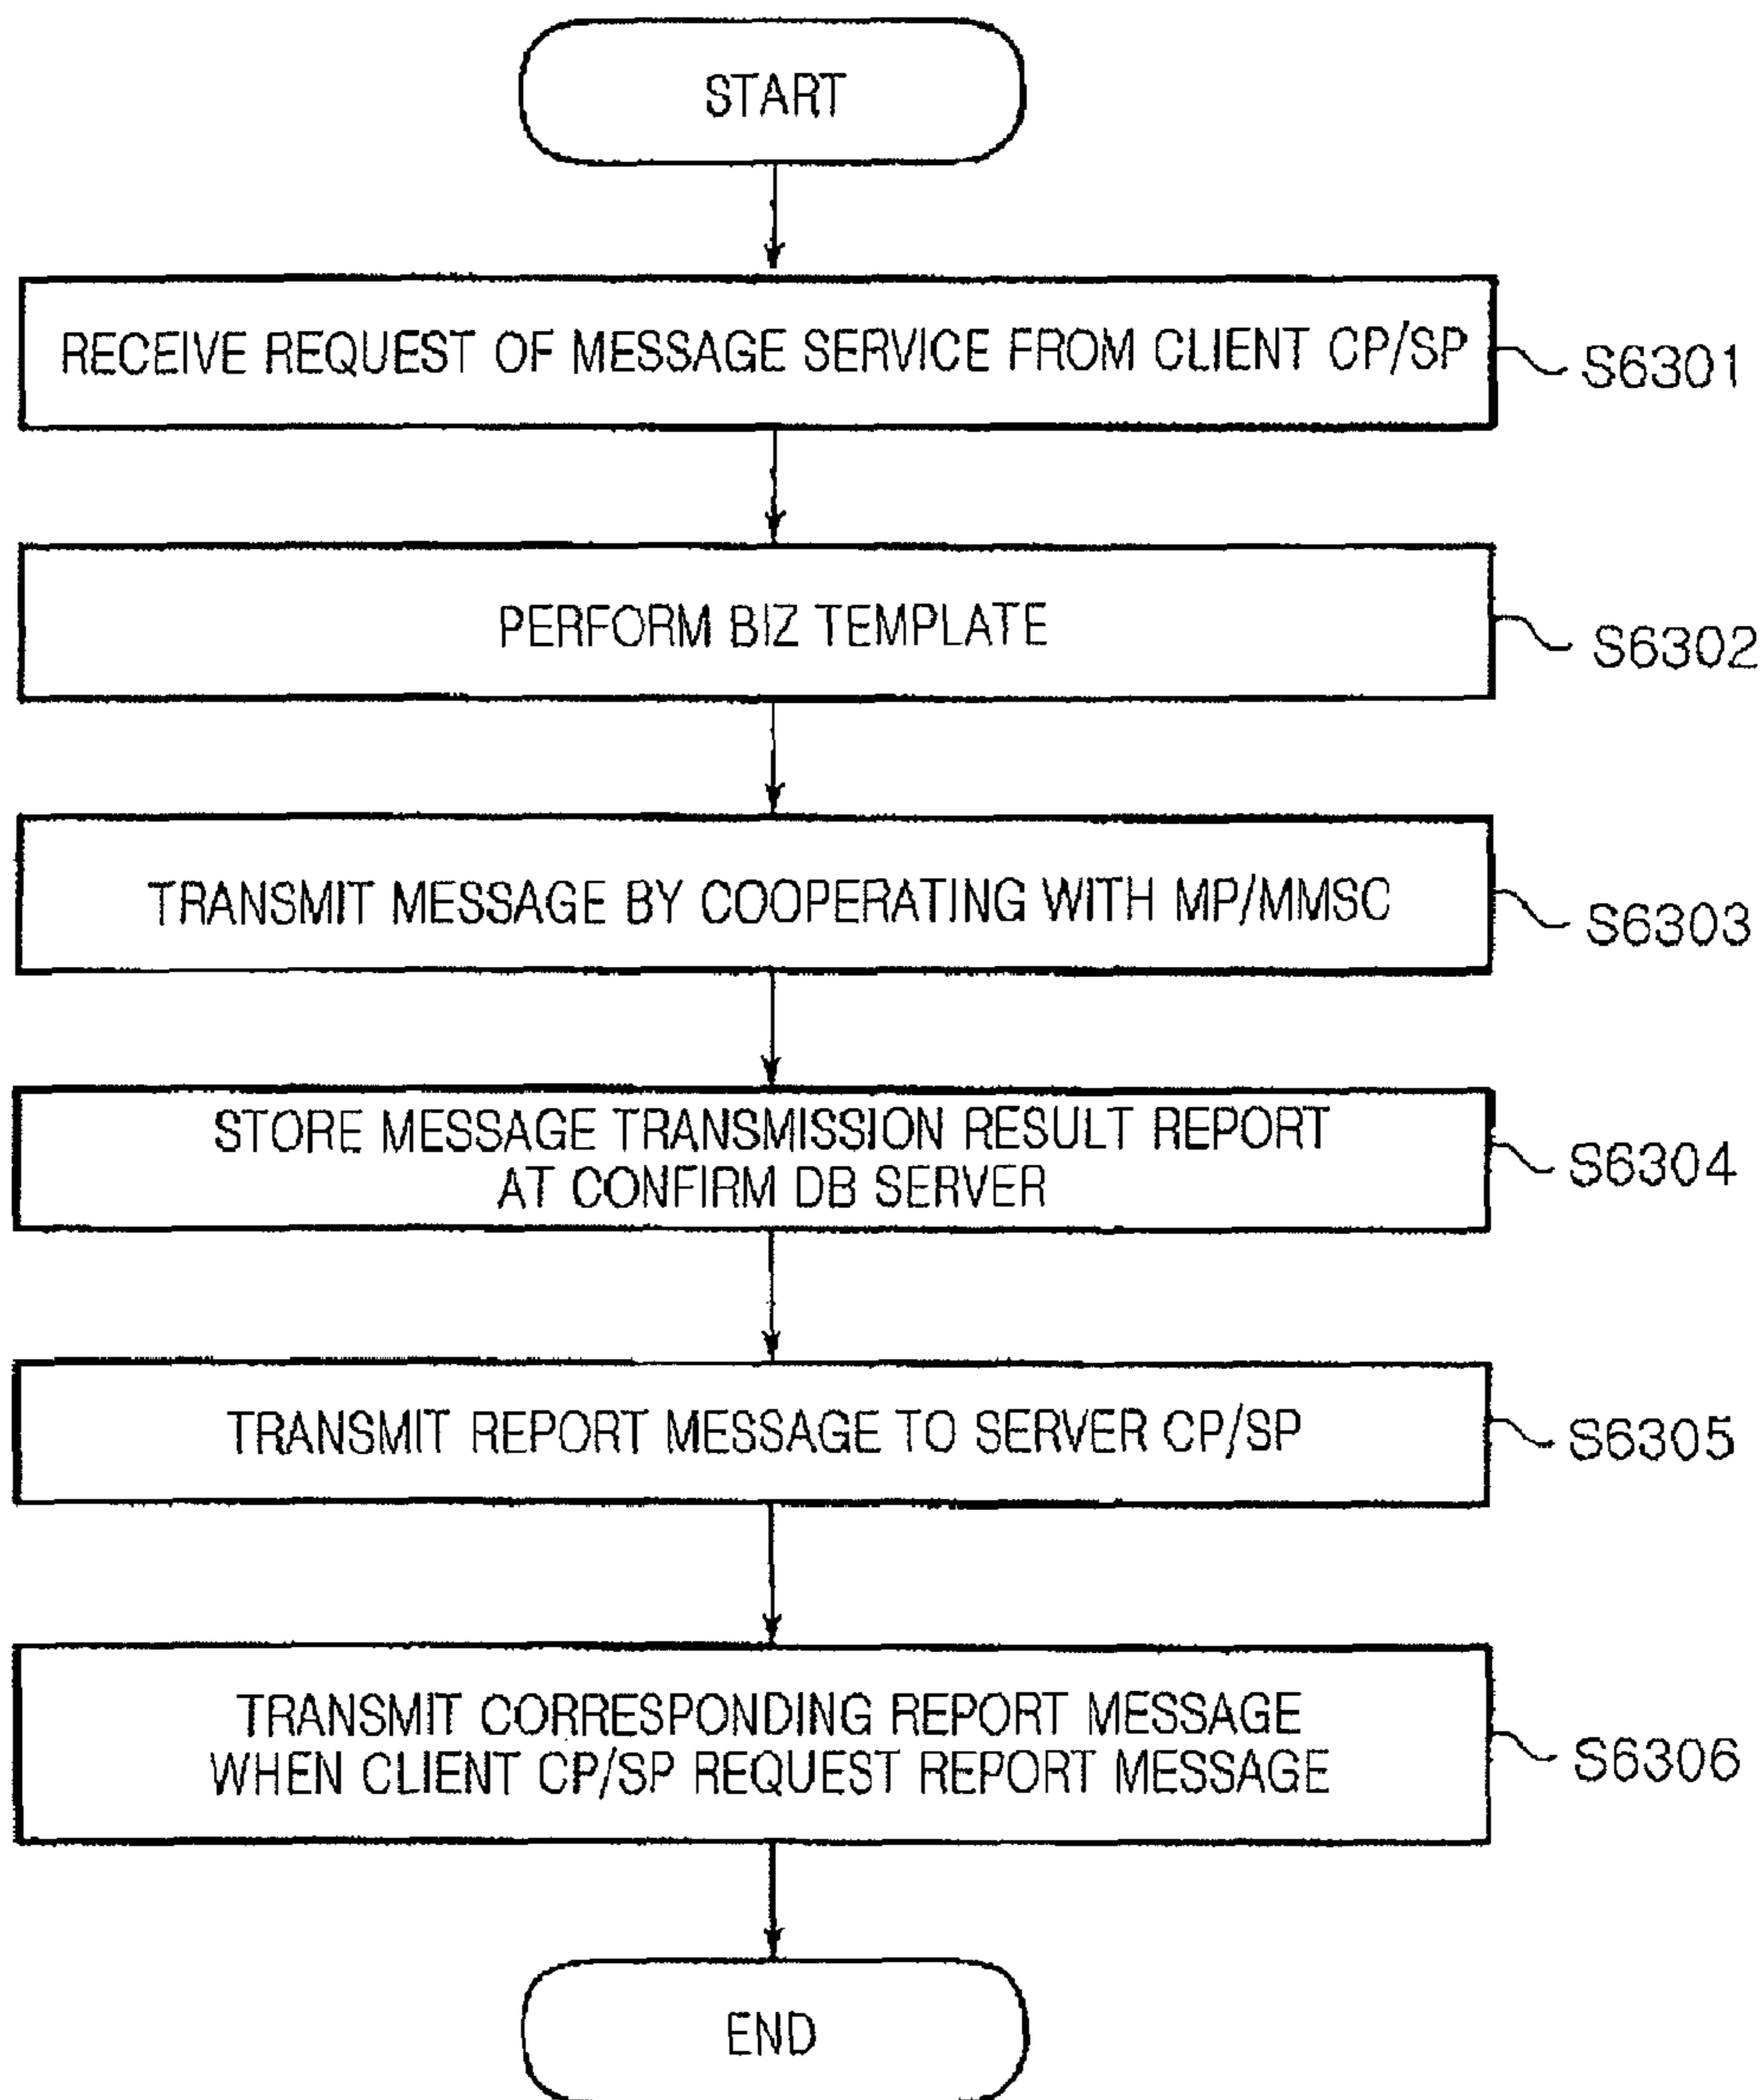 START
RECEIVE REQUEST OF MESSAGE SERVICE FROM CLIENT CP/SP
S6301
PERFORM BIZ TEMPLATE
S6302
TRANSMIT MESSAGE BY COOPERATING WITH MP/MMSC
S6303
STORE MESSAGE TRANSMISSION RESULT REPORT
AT CONFIRM DB SERVER
S6304
TRANSMIT REPORT MESSAGE TO SERVER CP/SP
S6305
TRANSMIT CORRESPONDING REPORT MESSAGE
WHEN CLIENT CP/SP REQUEST REPORT MESSAGE
S6306
END